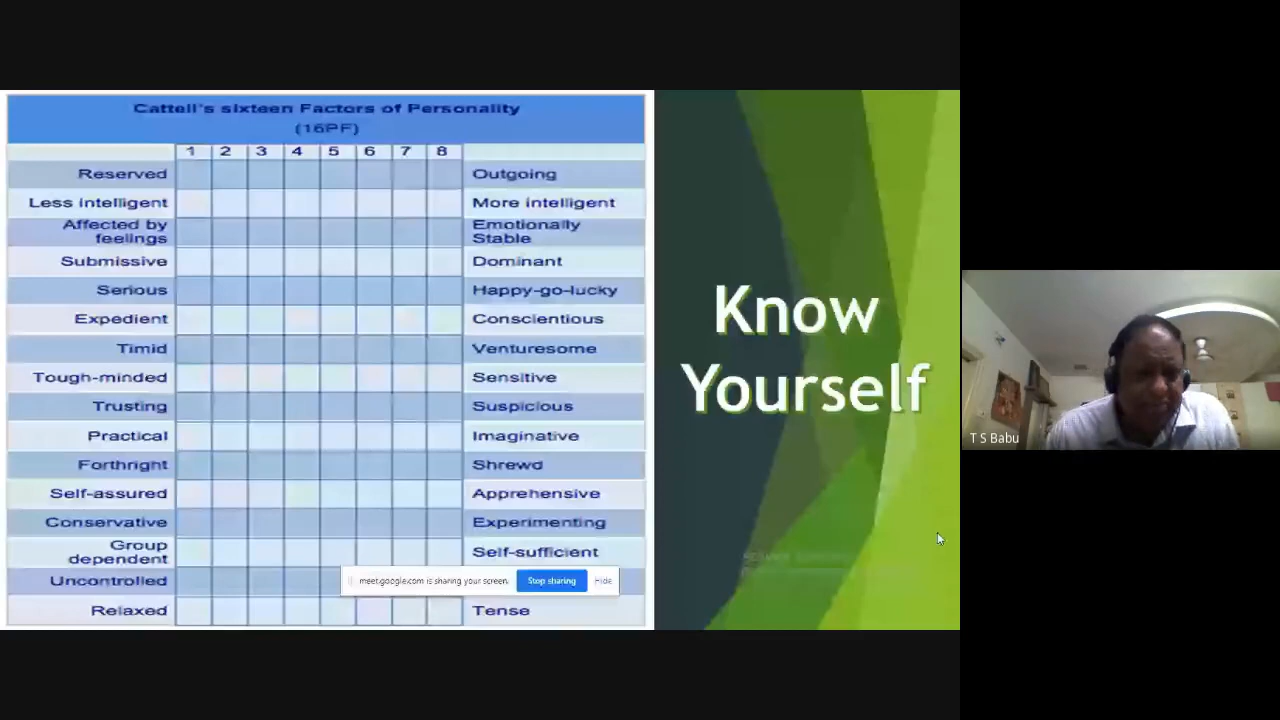 Cattell's sixteen Factors of Personality
(16PF)
1 2 3 4 5 6 7 8
Reserved Outgoing
Less intelligent More intelligent
Affected by feelings Emotionally Stable
Submissive Dominant
Serious Happy-go-lucky
Expedient Conscientious
Timid Venturesome
Tough-minded Sensitive
Trusting Suspicious
Practical Imaginative
Forthright Shrewd
Self-assured Apprehensive
Conservative Experimenting
Group dependent Self-sufficient
Uncontrolled
Relaxed Tense
meet.google.com is sharing your screen. Stop sharing Hide
Know
Yourself
T S Babu